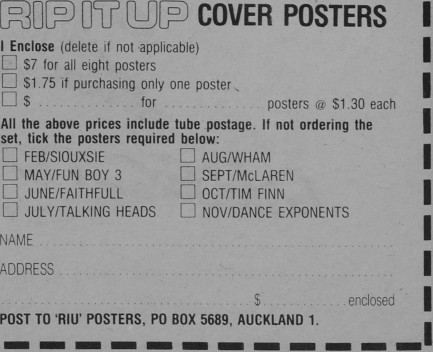 RIP IT UP COVER POSTERS
I Enclose (delete if not applicable)
$7 for all eight posters
$1.75 if purchasing only one poster
$ .................. for .................. posters @ $1.30 each
All the above prices include tube postage. If not ordering the
set, tick the posters required below:
FEB/SIOUXSIE
MAY/FUN BOY 3
JUNE/FAITHFULL
JULY/TALKING HEADS
AUG/WHAM
SEPT/McLAREN
OCT/TIM FINN
NOV/DANCE EXPONENTS
NAME
ADDRESS
$ .................. enclosed
POST TO 'RIU' POSTERS, PO BOX 5689, AUCKLAND 1.